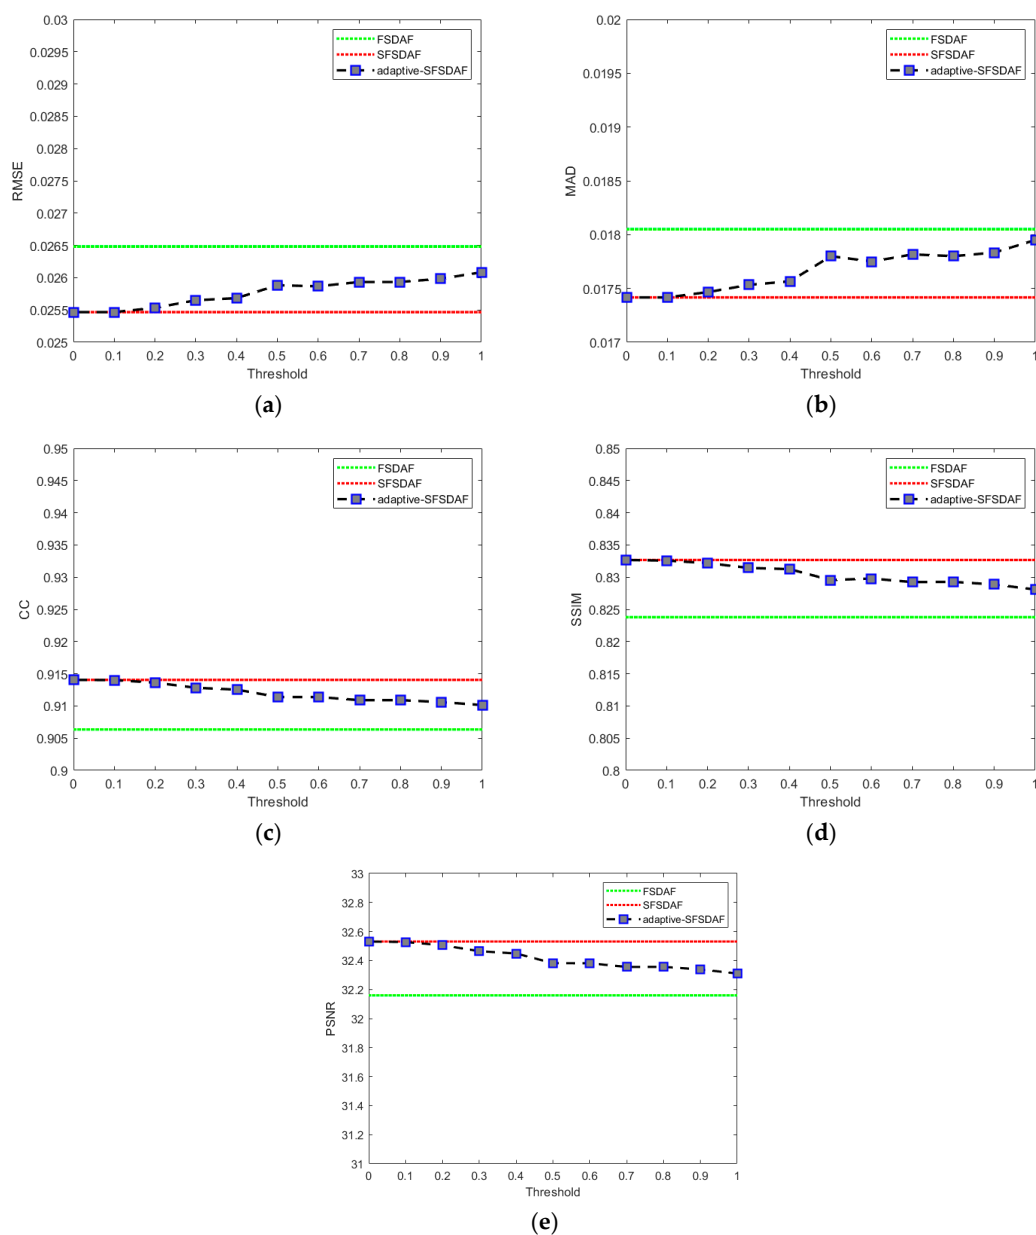 0.03
0.0295
0.029
0.0285
0.028
0.0275
0.027
0.0265
0.026
0.0255
0.025
RMSE
FSDAF
SFSDAF
adaptive-SFSDAF
0 0.1 0.2 0.3 0.4 0.5 0.6 0.7 0.8 0.9 1
Threshold
(a)
0.02
0.0195
0.019
0.0185
0.018
0.0175
0.017
MAD
FSDAF
SFSDAF
adaptive-SFSDAF
0 0.1 0.2 0.3 0.4 0.5 0.6 0.7 0.8 0.9 1
Threshold
(b)
0.95
0.945
0.94
0.935
0.93
0.925
0.92
0.915
0.91
0.905
0.9
CC
FSDAF
SFSDAF
adaptive-SFSDAF
0 0.1 0.2 0.3 0.4 0.5 0.6 0.7 0.8 0.9 1
Threshold
(c)
0.85
0.845
0.84
0.835
0.83
0.825
0.82
0.815
0.81
0.805
0.8
SSIM
FSDAF
SFSDAF
adaptive-SFSDAF
0 0.1 0.2 0.3 0.4 0.5 0.6 0.7 0.8 0.9 1
Threshold
(d)
33
32.8
32.6
32.4
32.2
32
31.8
31.6
31.4
31.2
31
PSNR
FSDAF
SFSDAF
adaptive-SFSDAF
0 0.1 0.2 0.3 0.4 0.5 0.6 0.7 0.8 0.9 1
Threshold
(e)